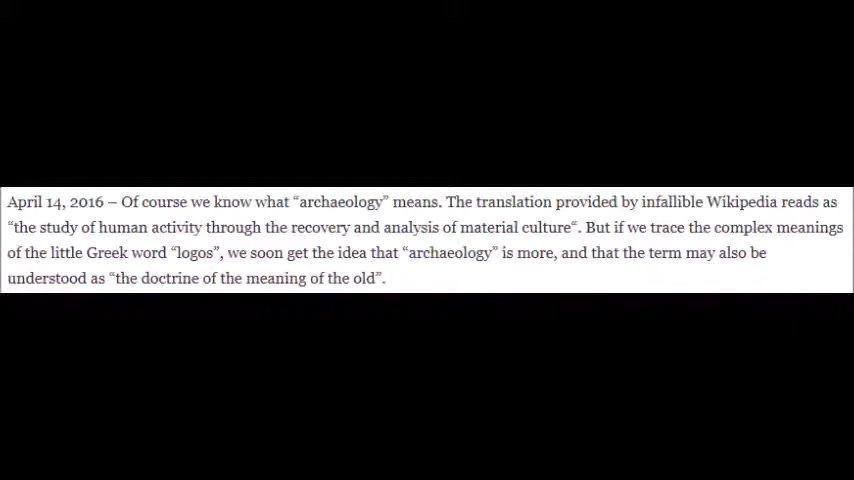 April 14, 2016 – Of course we know what “archaeology” means. The translation provided by infallible Wikipedia reads as
“the study of human activity through the recovery and analysis of material culture“. But if we trace the complex meanings
of the little Greek word “logos”, we soon get the idea that “archaeology” is more, and that the term may also be
understood as “the doctrine of the meaning of the old”.